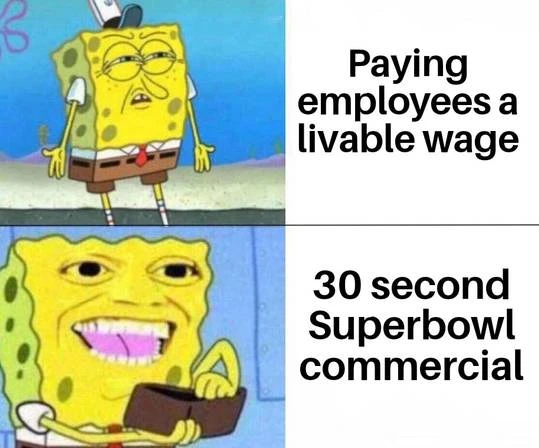 Paying
employees a
livable wage
30 second
Superbowl
commercial